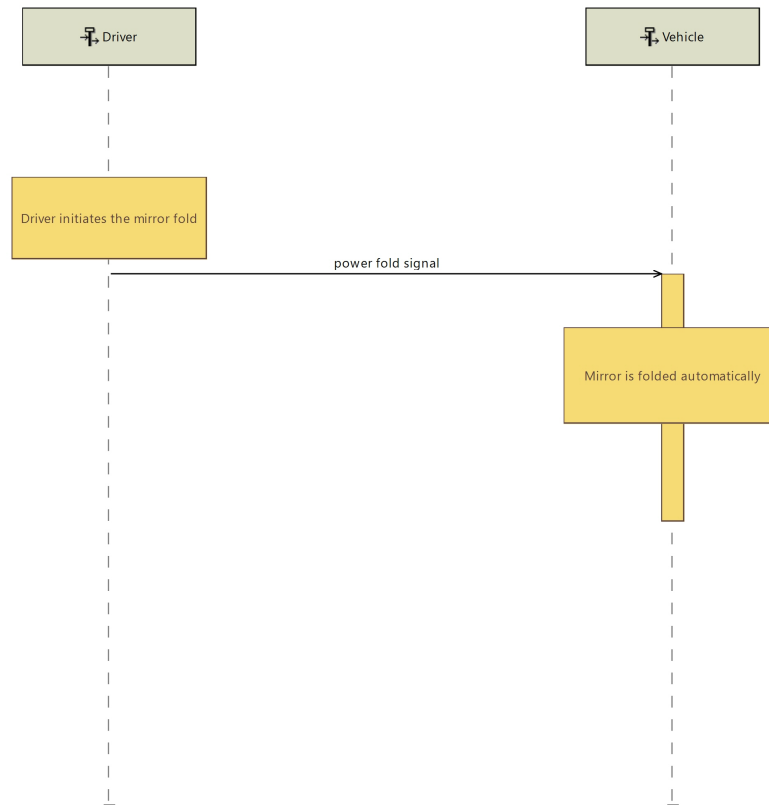 Driver
Vehicle
Driver initiates the mirror fold
power fold signal
Mirror is folded automatically